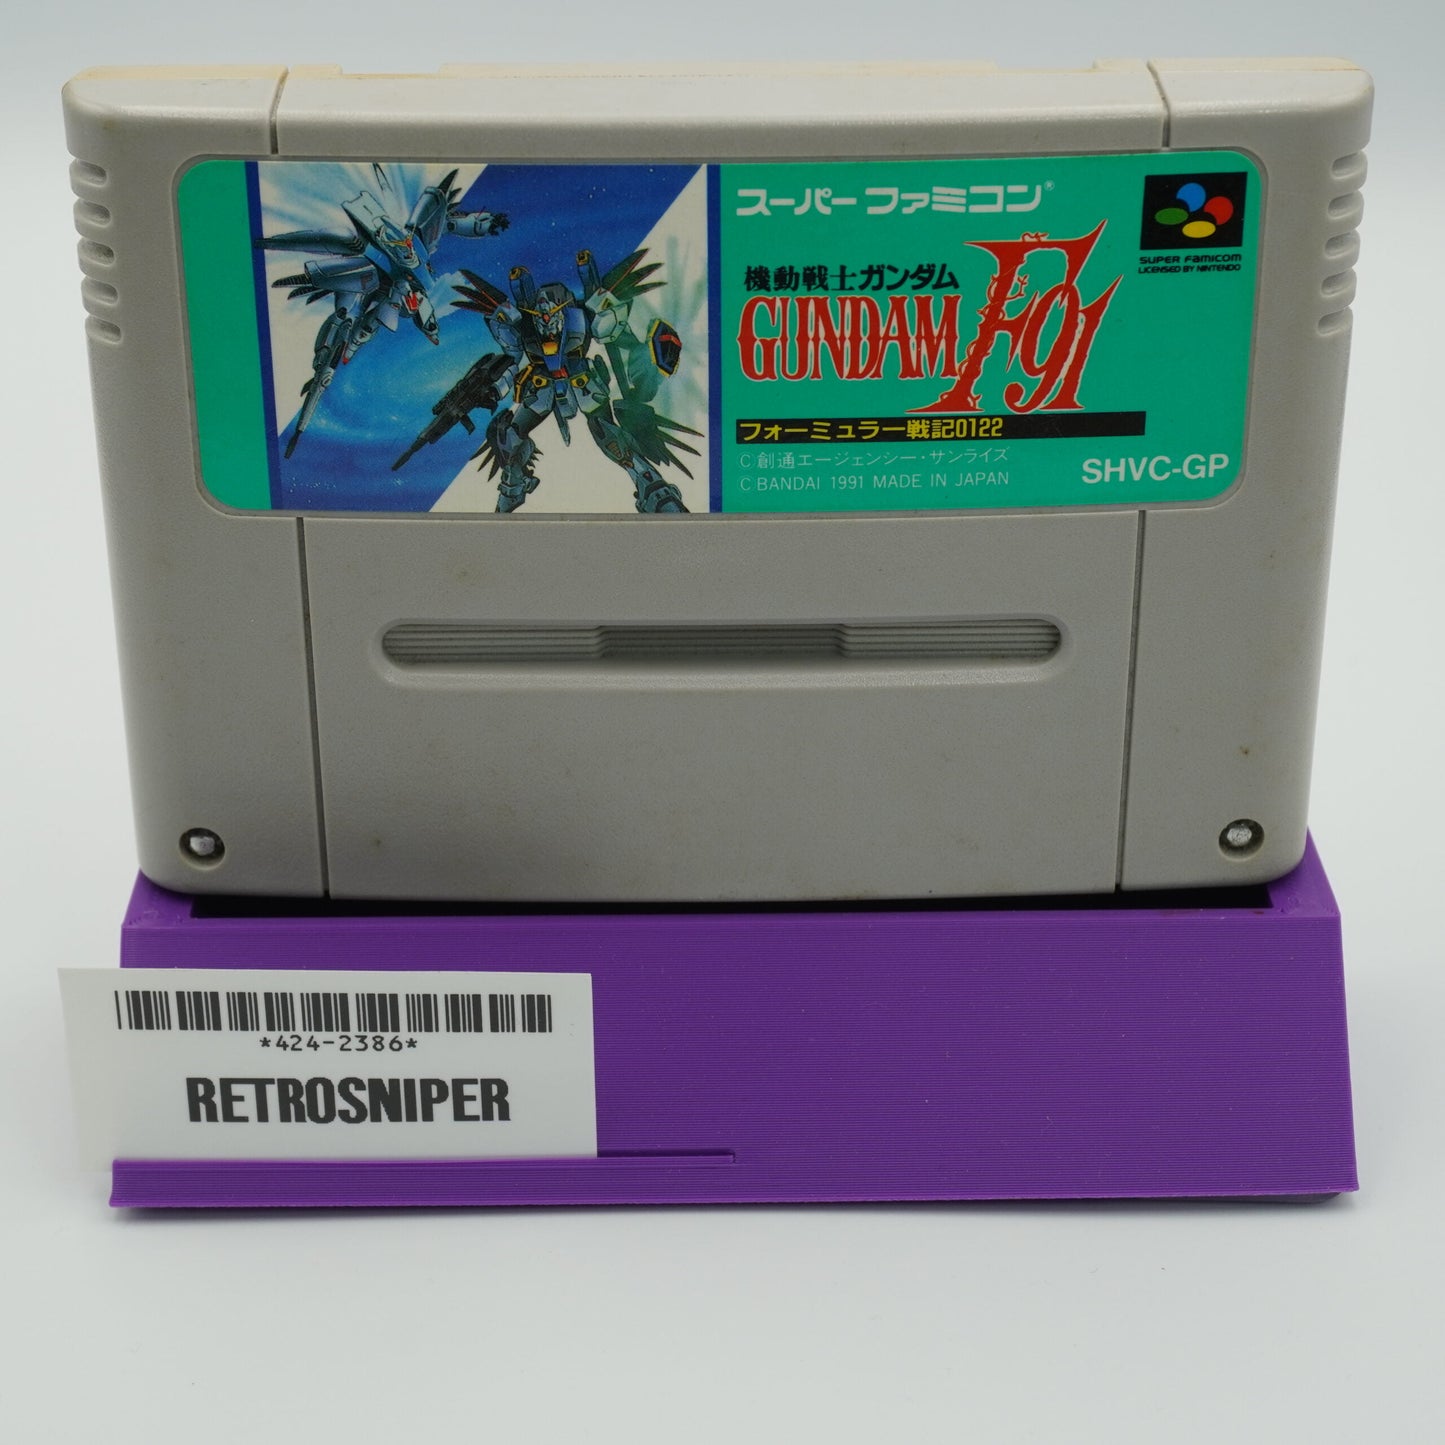 スーパーファミコン®
SUPER FAMICOM
LICENSED BY NINTENDO
機動戦士ガンダム
GUNDAM F91
フォーミュラー戦記0122
©創通エージェンシー・サンライズ
©BANDAI 1991 MADE IN JAPAN
SHVC-GP
*424-2386*
RETROSNIPER